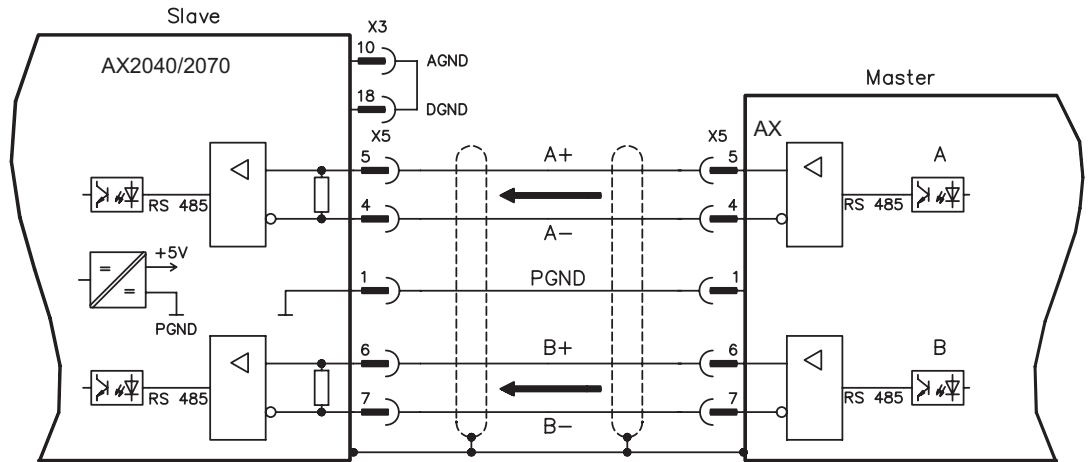 Slave
X3
10
AGND
AX2040/2070
Master
18
DGND
X5
X5
AX
5
A+
5
A
RS 485
RS 485
4
A-
4
+5V
=
=
1
PGND
1
PGND
6
B+
6
B
RS 485
RS 485
7
B-
7